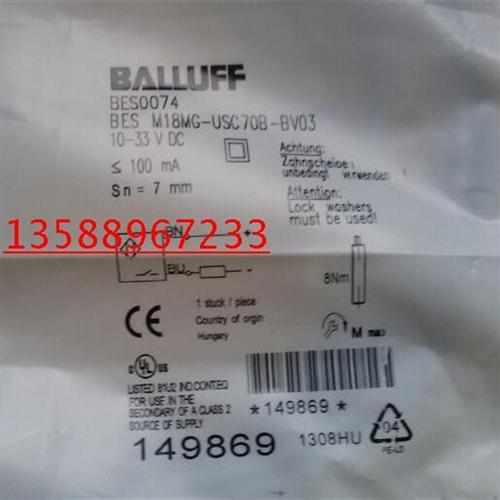 BALLUFF
BES0074
BES M18MG-USC70B-BV03
10-33 V DC
≤ 100 mA
Sn = 7 mm
Achtung:
Zahnscheibe
unbedingt verwenden
Attention:
Lock washers
must be used!
13588967233
BN +
BU -
8Nm
1 stuck / piece
Country of orgin
Hungary
CE
M max
C UL US
LISTED 81U2 IND.CONT.EQ
FOR USE IN THE
SECONDARY OF A CLASS 2
SOURCE OF SUPPLY
*149869*
149869
1308HU
04
PE-LD